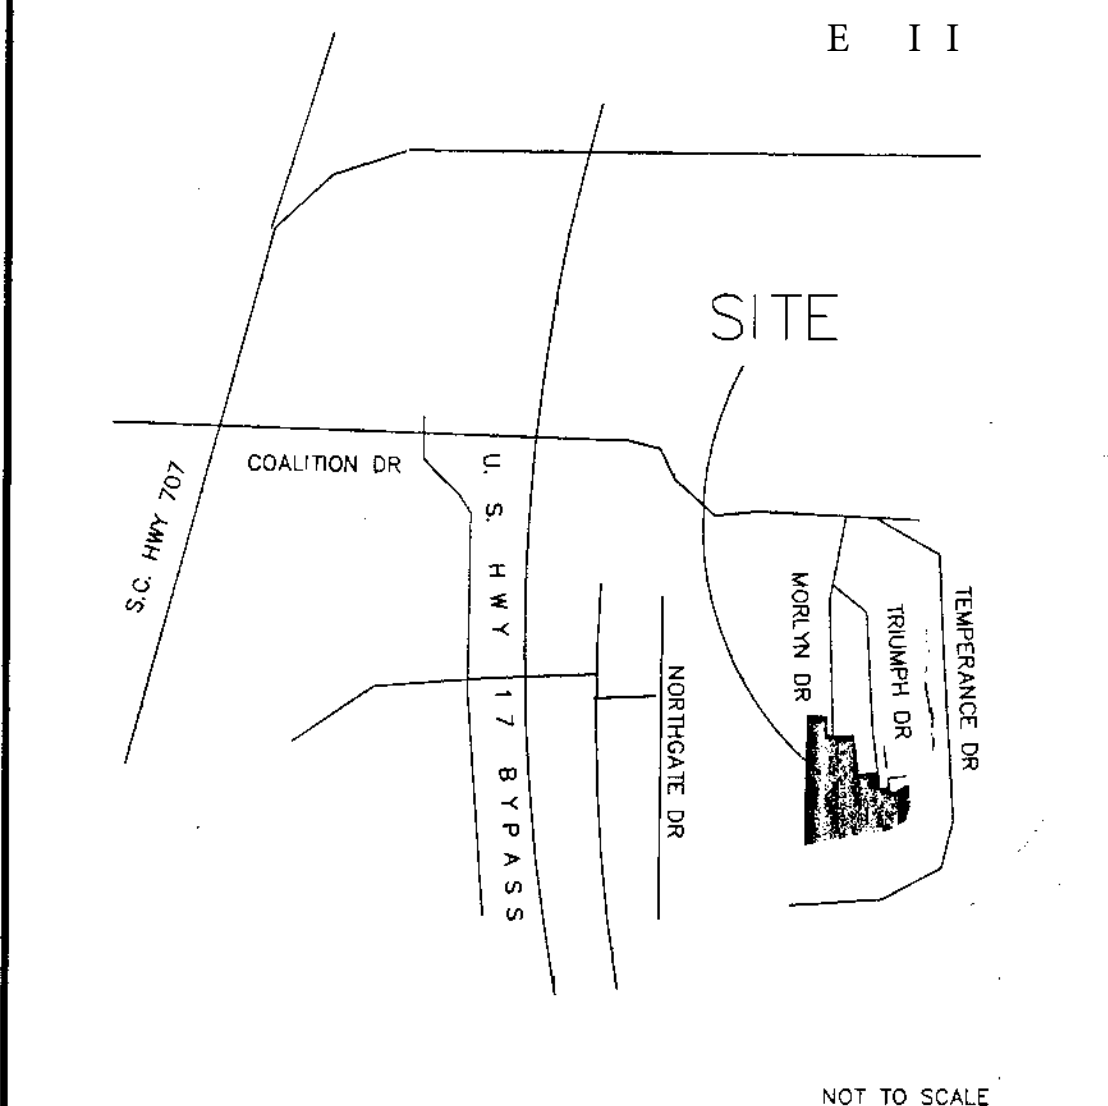 E I I
SITE
COALITION DR
S.C. HWY 707
U. S. HWY 17 BYPASS
MORLYN DR
TRIUMPH DR
TEMPERANCE DR
NORTHGATE DR
NOT TO SCALE